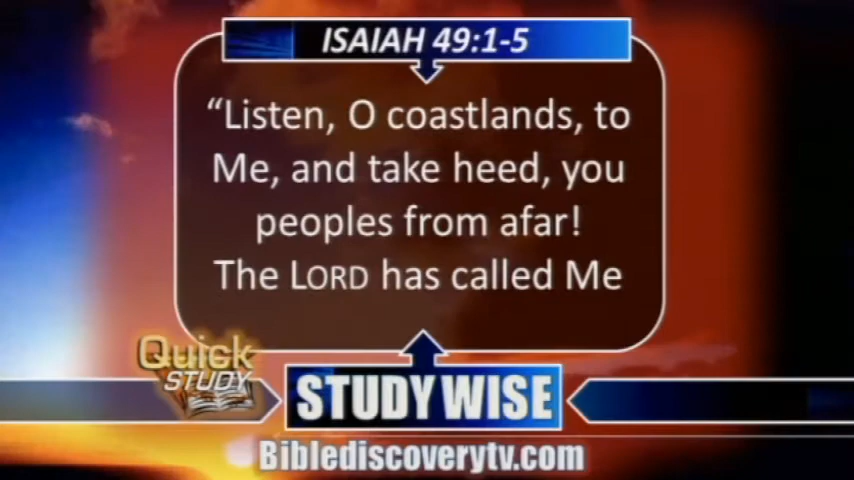 ISAIAH 49:1-5
“Listen, O coastlands, to
Me, and take heed, you
peoples from afar!
The LORD has called Me
Quick
STUDY
STUDY WISE
Biblediscoverytv.com